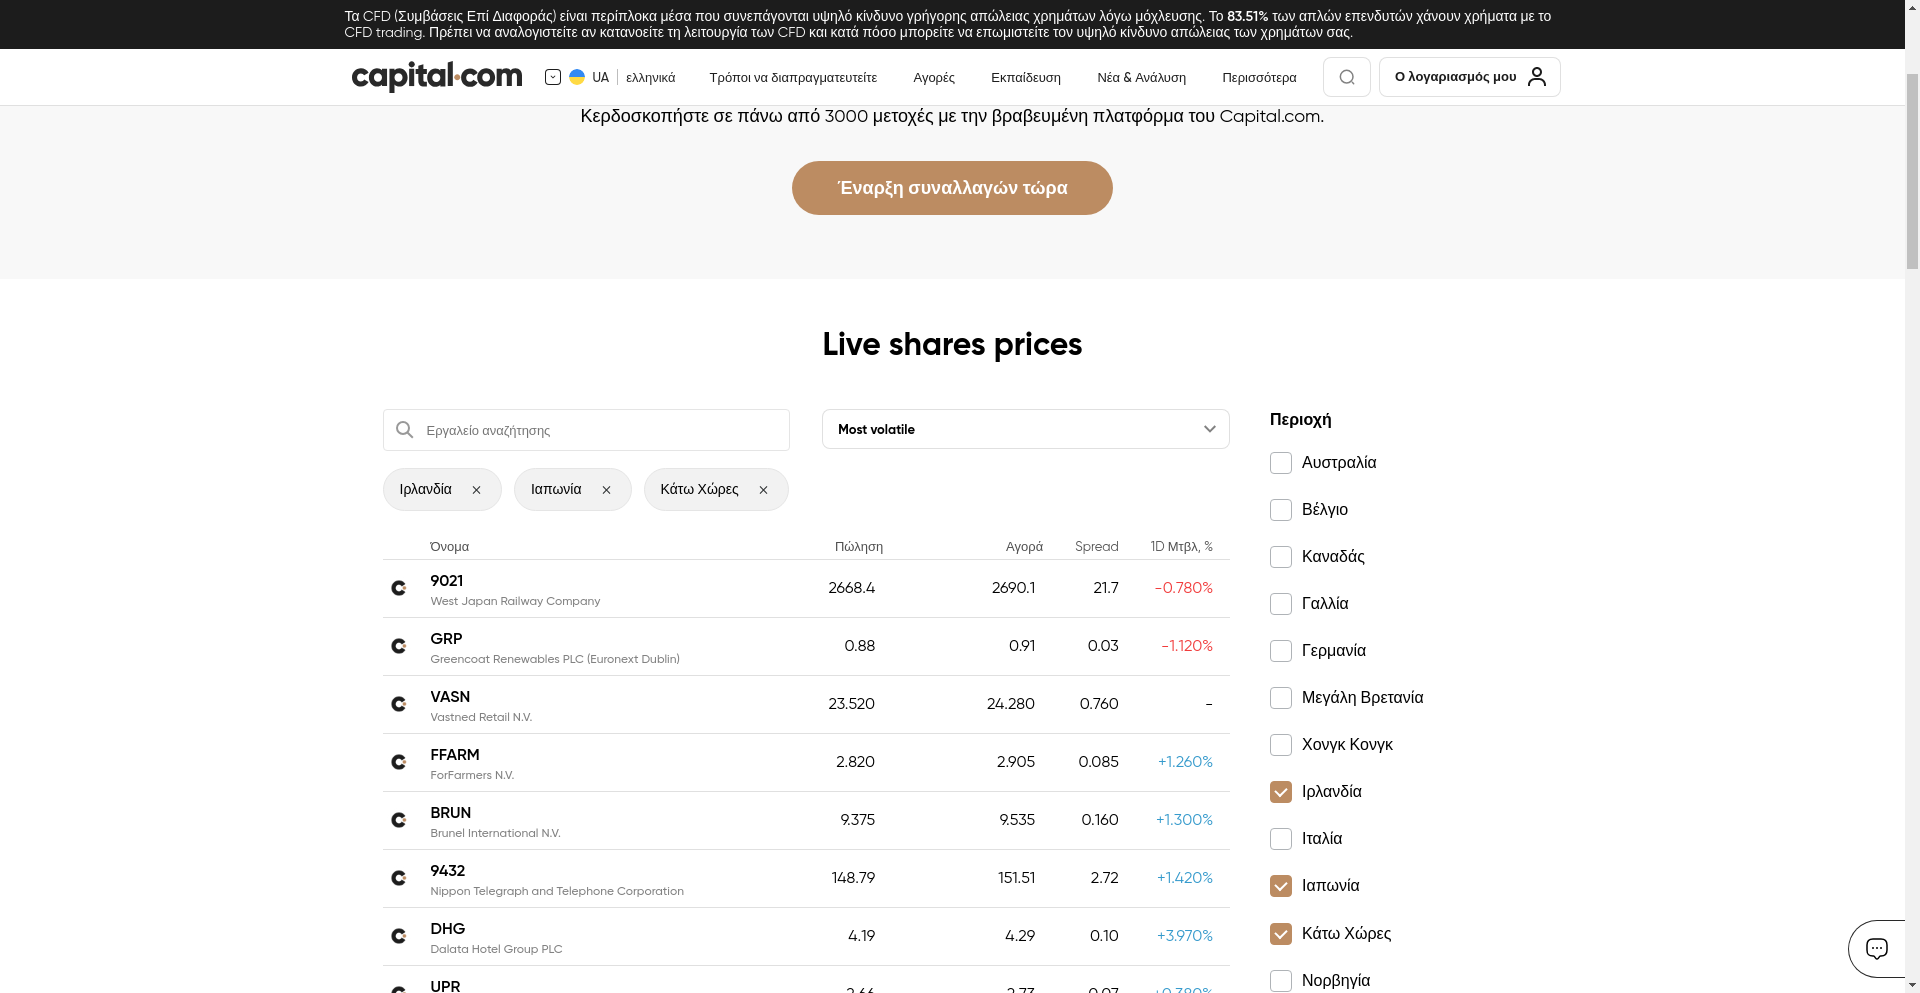 Τα CFD (Συμβάσεις Επί Διαφοράς) είναι περίπλοκα μέσα που συνεπάγονται υψηλό κίνδυνο γρήγορης απώλειας χρημάτων λόγω μόχλευσης. Το 83.51% των απλών επενδυτών χάνουν χρήματα με το
CFD trading. Πρέπει να αναλογιστείτε αν κατανοείτε τη λειτουργία των CFD και κατά πόσο μπορείτε να επωμιστείτε τον υψηλό κίνδυνο απώλειας των χρημάτων σας.
capital.com UA ελληνικά Τρόποι να διαπραγματευτείτε Αγορές Εκπαίδευση Νέα & Ανάλυση Περισσότερα Ο λογαριασμός μου
Κερδοσκοπήστε σε πάνω από 3000 μετοχές με την βραβευμένη πλατφόρμα του Capital.com.
Έναρξη συναλλαγών τώρα
Live shares prices
Εργαλείο αναζήτησης
Most volatile
Ιρλανδία × Ιαπωνία × Κάτω Χώρες ×
Όνομα Πώληση Αγορά Spread 1D Μτβλ, %
9021 2668.4 2690.1 21.7 -0.780%
West Japan Railway Company
GRP 0.88 0.91 0.03 -1.120%
Greencoat Renewables PLC (Euronext Dublin)
VASN 23.520 24.280 0.760 -
Vastned Retail N.V.
FFARM 2.820 2.905 0.085 +1.260%
ForFarmers N.V.
BRUN 9.375 9.535 0.160 +1.300%
Brunel International N.V.
9432 148.79 151.51 2.72 +1.420%
Nippon Telegraph and Telephone Corporation
DHG 4.19 4.29 0.10 +3.970%
Dalata Hotel Group PLC
UPR 2.66 2.73 0.07 +0.380%
Περιοχή
Αυστραλία
Βέλγιο
Καναδάς
Γαλλία
Γερμανία
Μεγάλη Βρετανία
Χονγκ Κονγκ
Ιρλανδία
Ιταλία
Ιαπωνία
Κάτω Χώρες
Νορβηγία